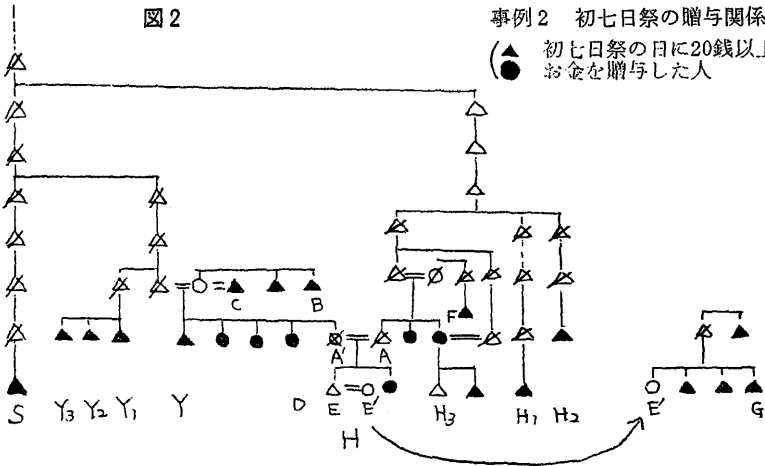 図2
事例2 初七日祭の贈与関係
(▲ 初七日祭の日に20銭以上
● お金を贈与した人
C
B
F
A'
A
S
Y₃
Y₂
Y₁
Y
D
E
E'
H₃
H₁
H₂
E'
G
H